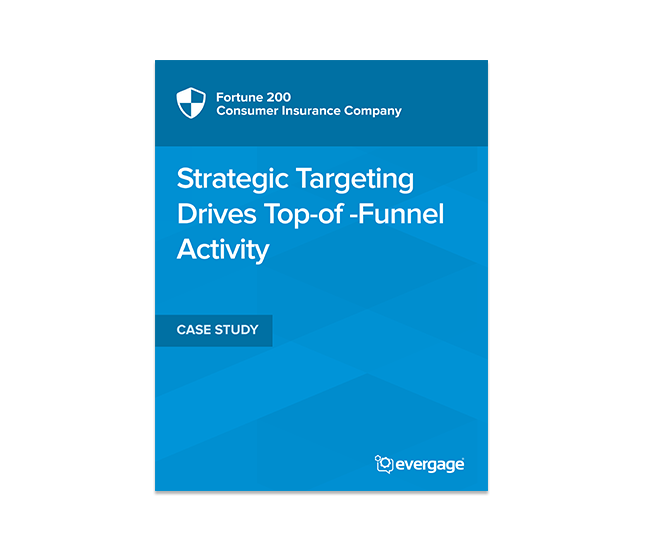 Fortune 200
Consumer Insurance Company
Strategic Targeting
Drives Top-of -Funnel
Activity
CASE STUDY
evergage